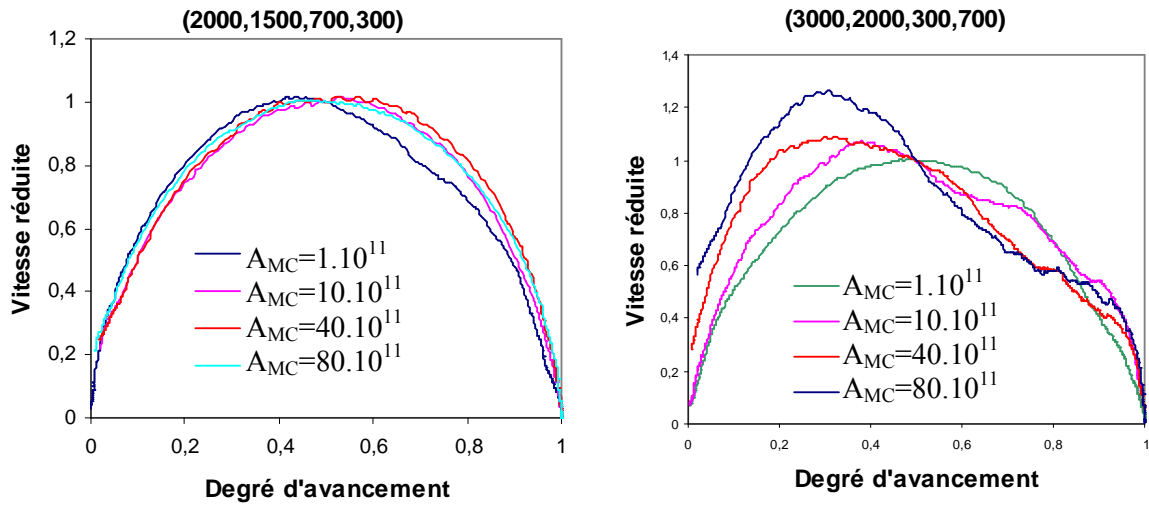 (2000,1500,700,300)
1,2
1
0,8
0,6
0,4
0,2
0
Vitesse réduite
A_MC=1.10^11
A_MC=10.10^11
A_MC=40.10^11
A_MC=80.10^11
0 0,2 0,4 0,6 0,8 1
Degré d'avancement
(3000,2000,300,700)
1,4
1,2
1
0,8
0,6
0,4
0,2
0
Vitesse réduite
A_MC=1.10^11
A_MC=10.10^11
A_MC=40.10^11
A_MC=80.10^11
0 0,2 0,4 0,6 0,8 1
Degré d'avancement